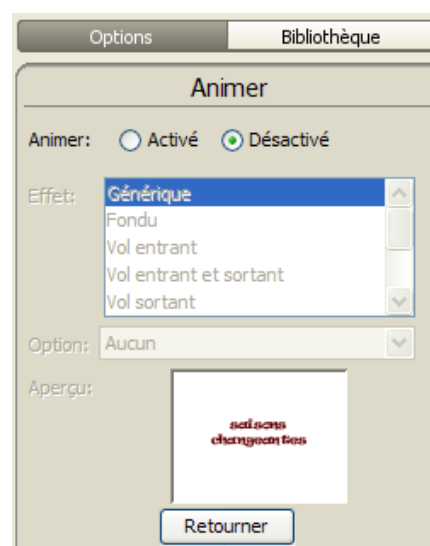 Options Bibliothèque
Animer
Animer: Activé Désactivé
Effet: Générique
Fondu
Vol entrant
Vol entrant et sortant
Vol sortant
Option: Aucun
Aperçu:
saisons
changeantes
Retourner